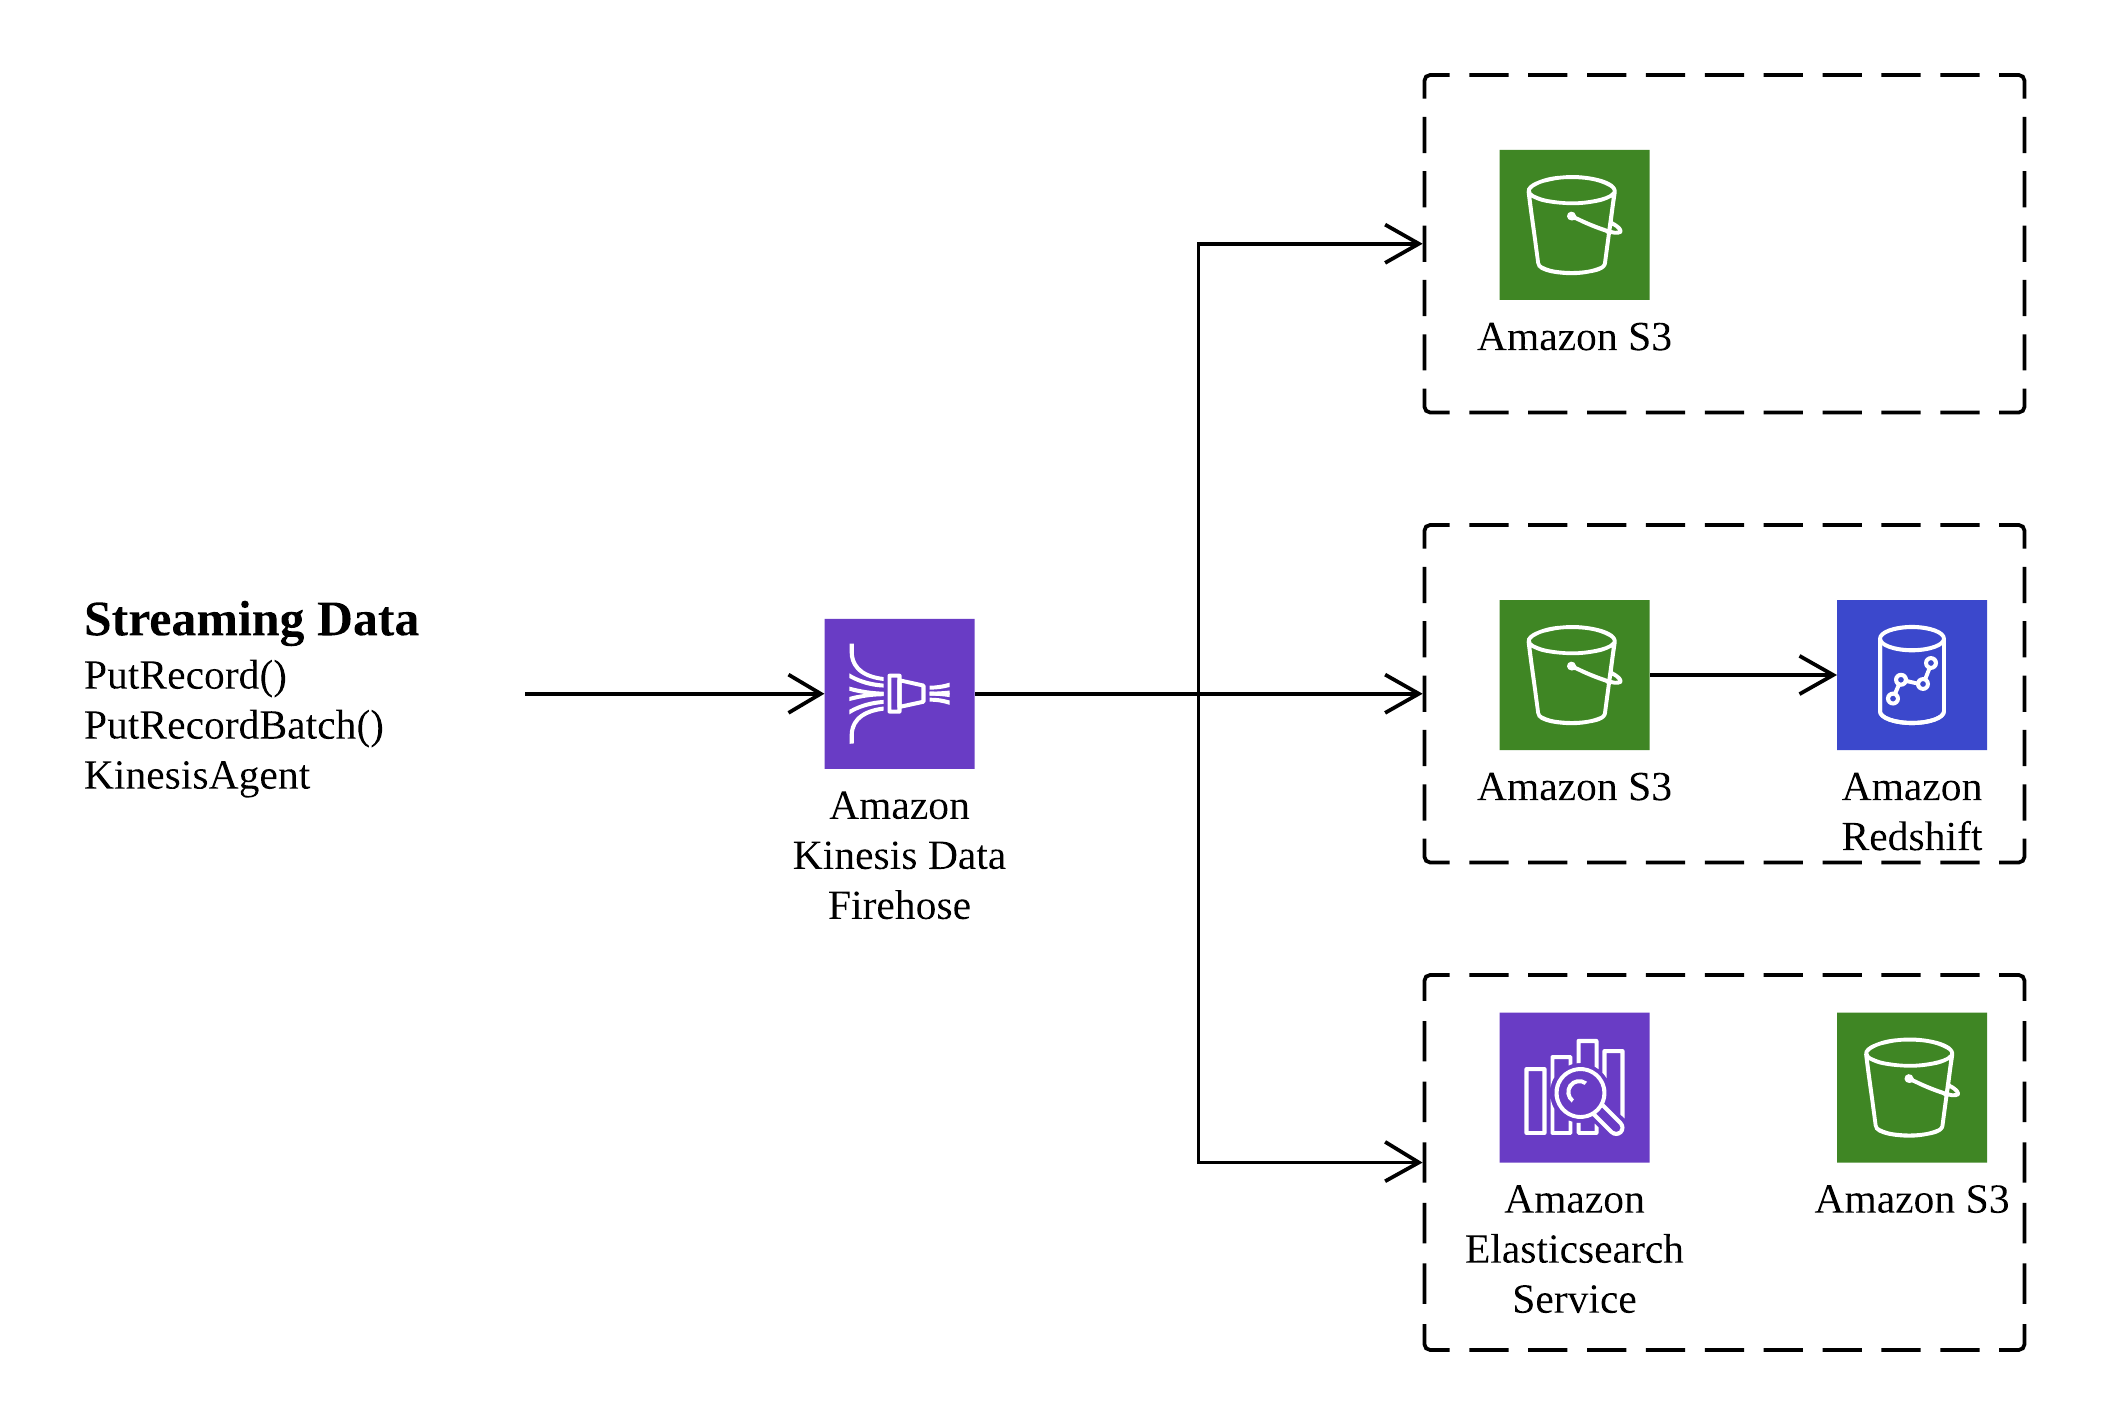 Streaming Data
PutRecord()
PutRecordBatch()
KinesisAgent
Amazon
Kinesis Data
Firehose
Amazon S3
Amazon S3
Amazon
Redshift
Amazon
Elasticsearch
Service
Amazon S3